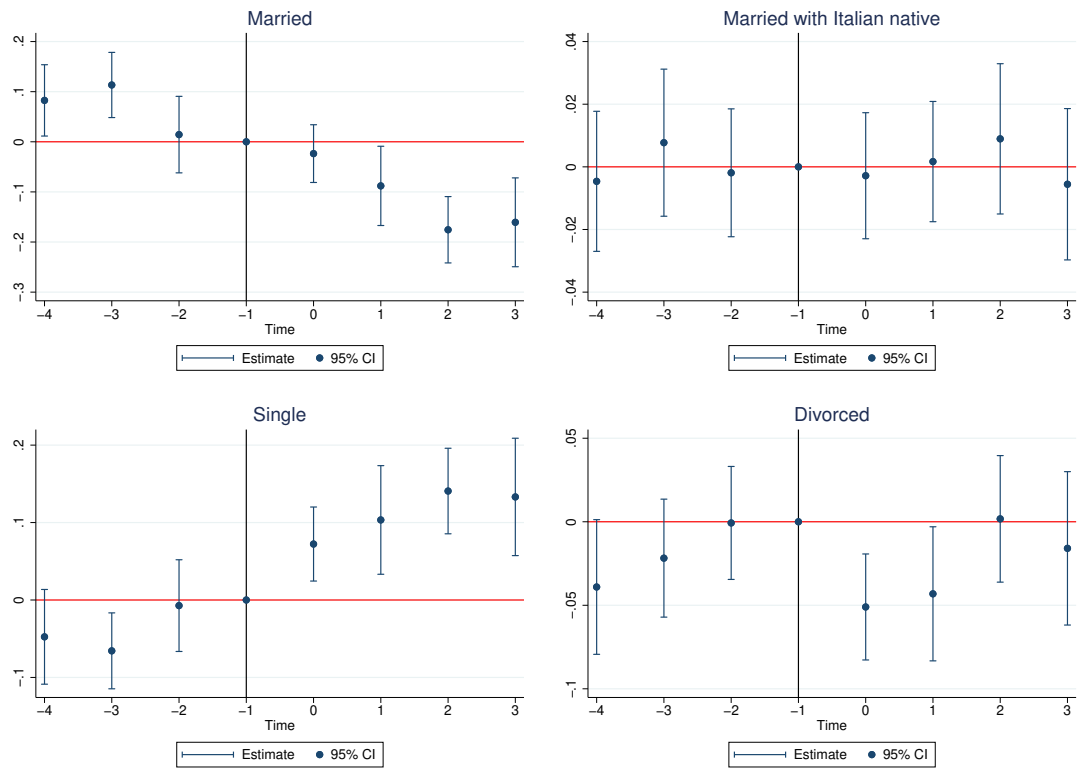 Married
.2
.1
0
-.1
-.2
-.3
−4 −3 −2 −1 0 1 2 3
Time
Estimate 95% CI
Married with Italian native
.04
.02
0
-.02
-.04
−4 −3 −2 −1 0 1 2 3
Time
Estimate 95% CI
Single
.2
.1
0
-.1
−4 −3 −2 −1 0 1 2 3
Time
Estimate 95% CI
Divorced
.05
0
-.05
-.1
−4 −3 −2 −1 0 1 2 3
Time
Estimate 95% CI